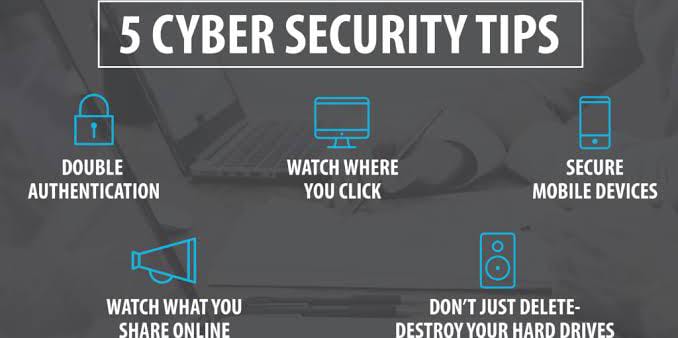 5 CYBER SECURITY TIPS
DOUBLE
AUTHENTICATION
WATCH WHERE
YOU CLICK
SECURE
MOBILE DEVICES
WATCH WHAT YOU
SHARE ONLINE
DON'T JUST DELETE-
DESTROY YOUR HARD DRIVES